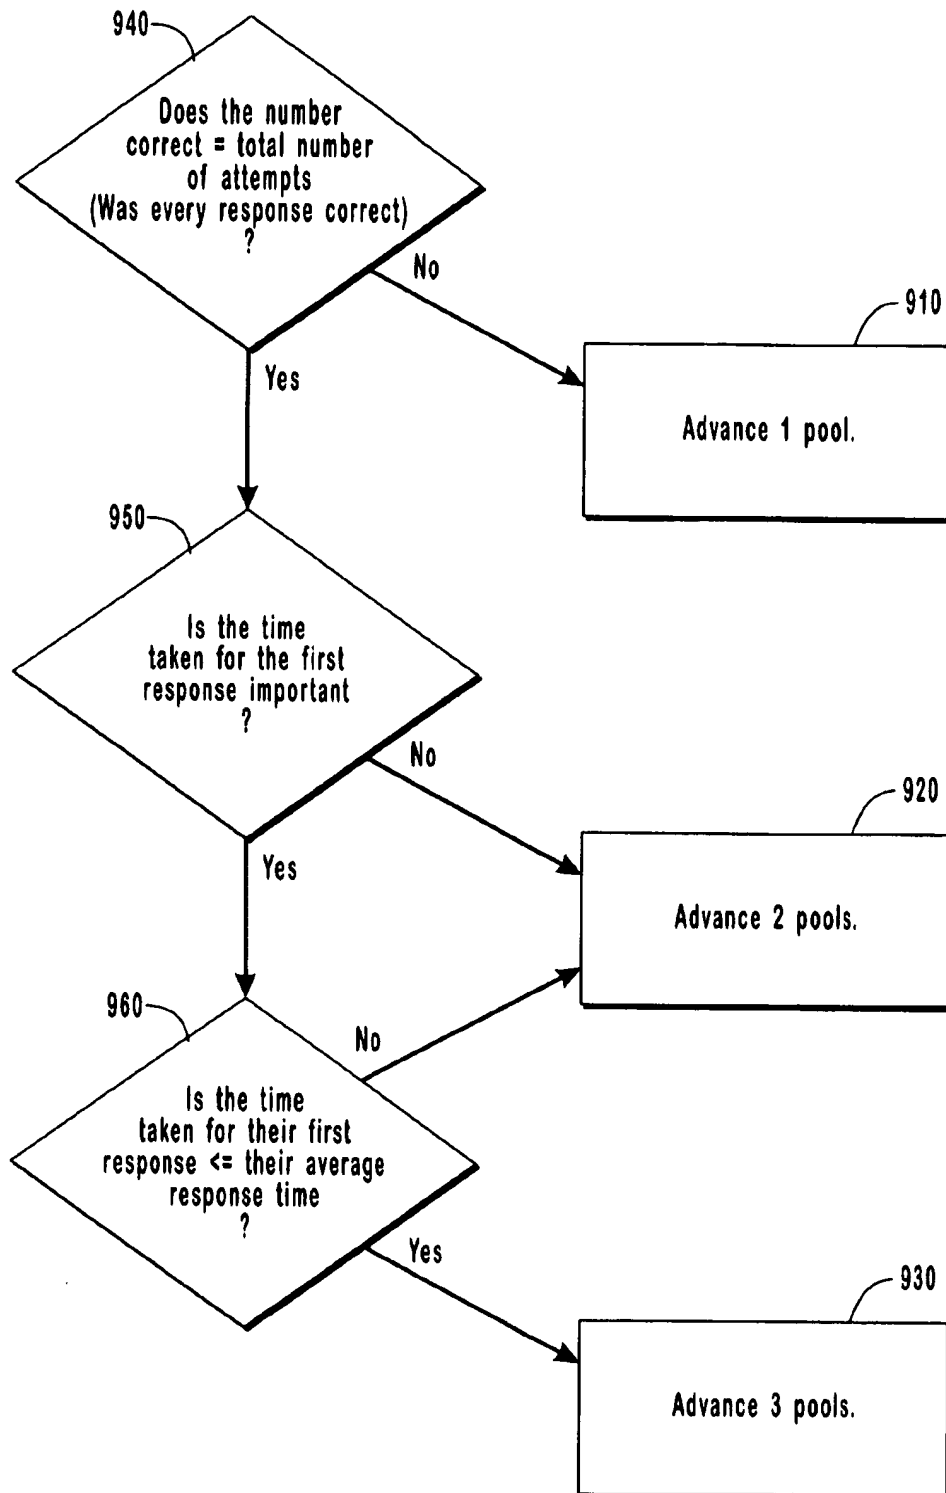 940
Does the number
correct = total number
of attempts
(Was every response correct)
?
No
910
Advance 1 pool.
Yes
950
Is the time
taken for the first
response important
?
No
920
Advance 2 pools.
Yes
960
No
Is the time
taken for their first
response <= their average
response time
?
Yes
930
Advance 3 pools.